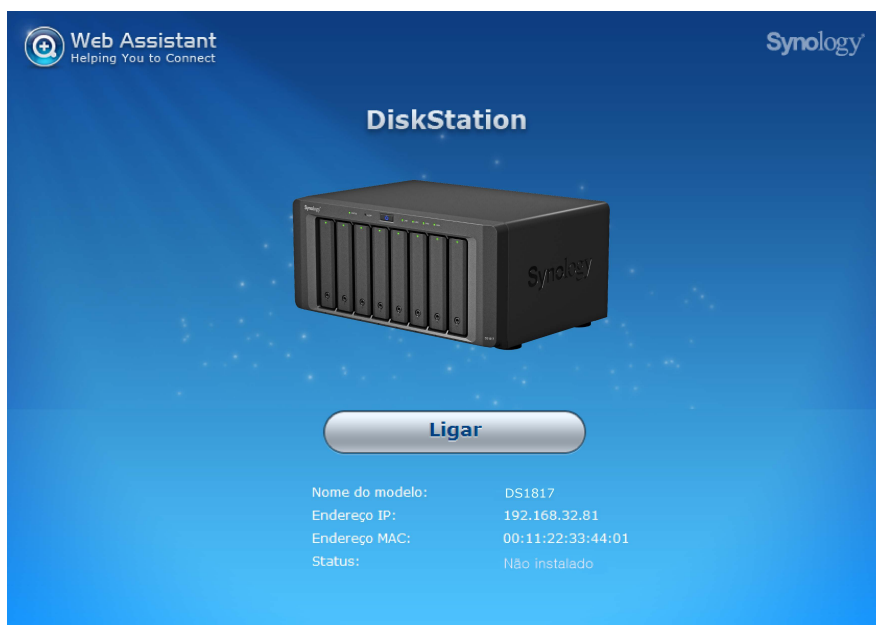 Web Assistant
Helping You to Connect
Synology
DiskStation
Synology
Synology
Ligar
Nome do modelo: DS1817
Endereço IP: 192.168.32.81
Endereço MAC: 00:11:22:33:44:01
Status: Não instalado